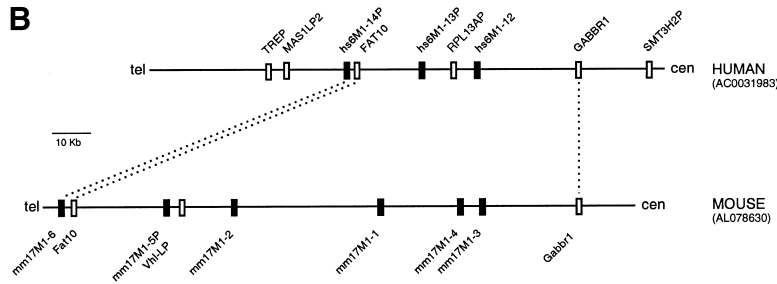 B
TREP
MAS1LP2
hs6M1-14P
FAT10
hs6M1-13P
RPL13AP
hs6M1-12
GABBR1
SMT3H2P
tel
cen
HUMAN
(AC0031983)
10 Kb
tel
cen
MOUSE
(AL078630)
mm17M1-6
Fat10
mm17M1-5P
Vhl-LP
mm17M1-2
mm17M1-1
mm17M1-4
mm17M1-3
Gabbr1